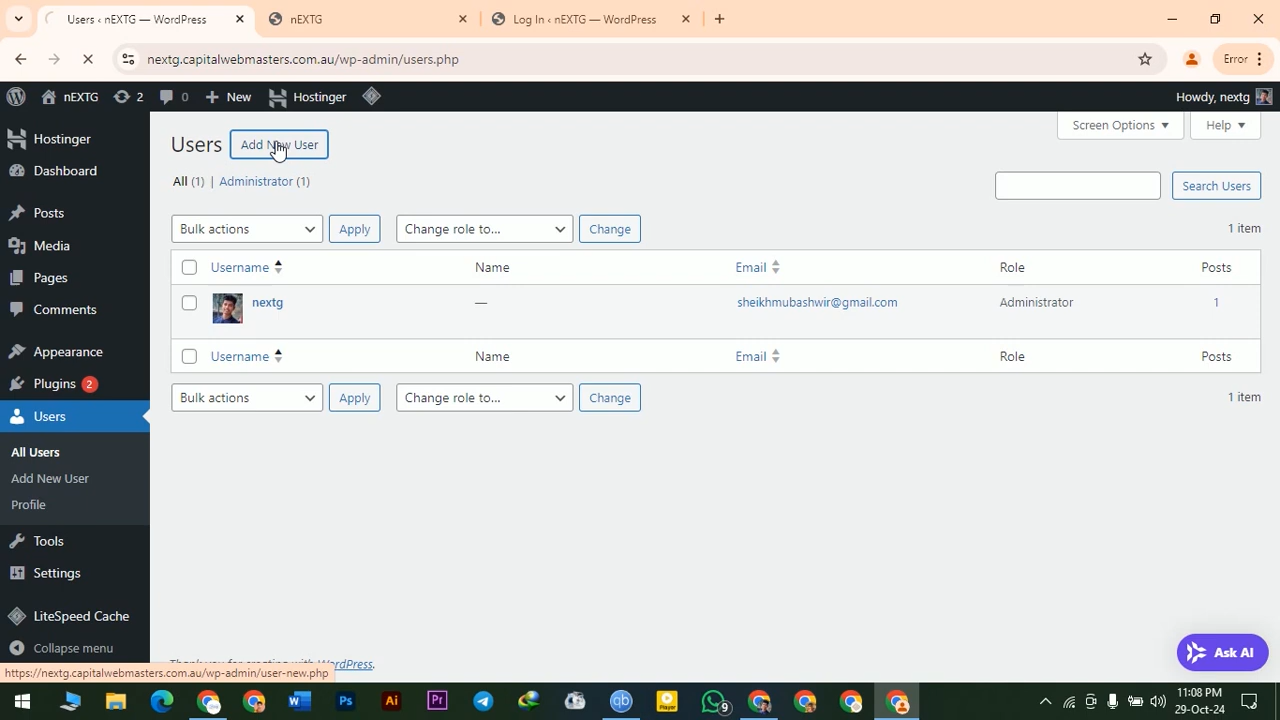 Users ‹ nEXTG — WordPress
nEXTG
Log In ‹ nEXTG — WordPress
nextg.capitalwebmasters.com.au/wp-admin/users.php
Error
nEXTG
2
0
New
Hostinger
Howdy, nextg
Hostinger
Dashboard
Posts
Media
Pages
Comments
Appearance
Plugins 2
Users
All Users
Add New User
Profile
Tools
Settings
LiteSpeed Cache
Collapse menu
Screen Options
Help
Users
Add New User
All (1) | Administrator (1)
Search Users
Bulk actions
Apply
Change role to...
Change
1 item
Username Name Email Role Posts
nextg — sheikhmubashwir@gmail.com Administrator 1
Username Name Email Role Posts
Bulk actions
Apply
Change role to...
Change
1 item
Thank you for creating with WordPress.
Ask AI
https://nextg.capitalwebmasters.com.au/wp-admin/user-new.php
W
Ps
Ai
Pr
qb
Player
9
11:08 PM
29-Oct-24